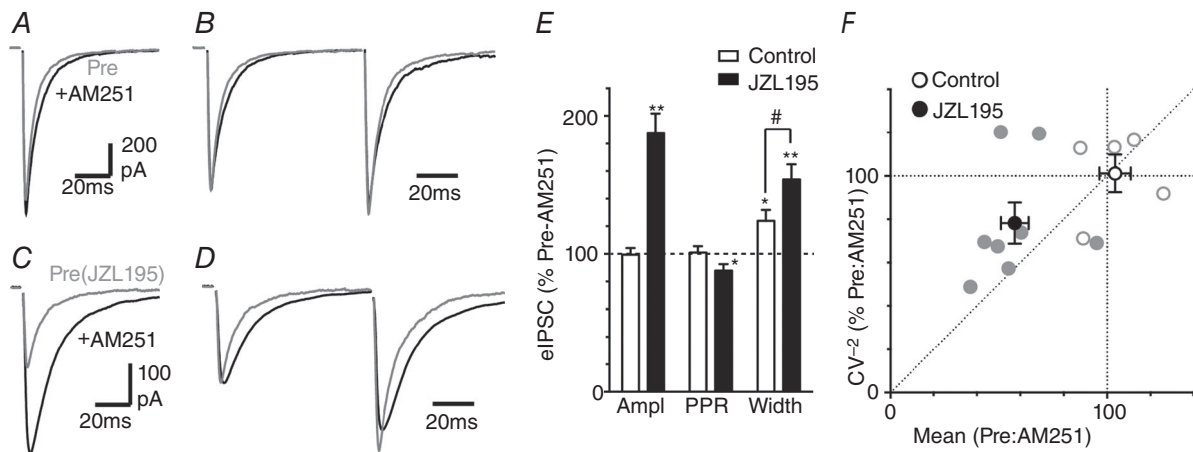 A
Pre
+AM251
200
pA
20ms
B
20ms
C
Pre(JZL195)
+AM251
100
pA
20ms
D
20ms
E
Control
JZL195
eIPSC (% Pre-AM251)
200
100
0
**
*
*
#
**
Ampl PPR Width
F
Control
JZL195
CV⁻² (% Pre:AM251)
100
0
0 100
Mean (Pre:AM251)